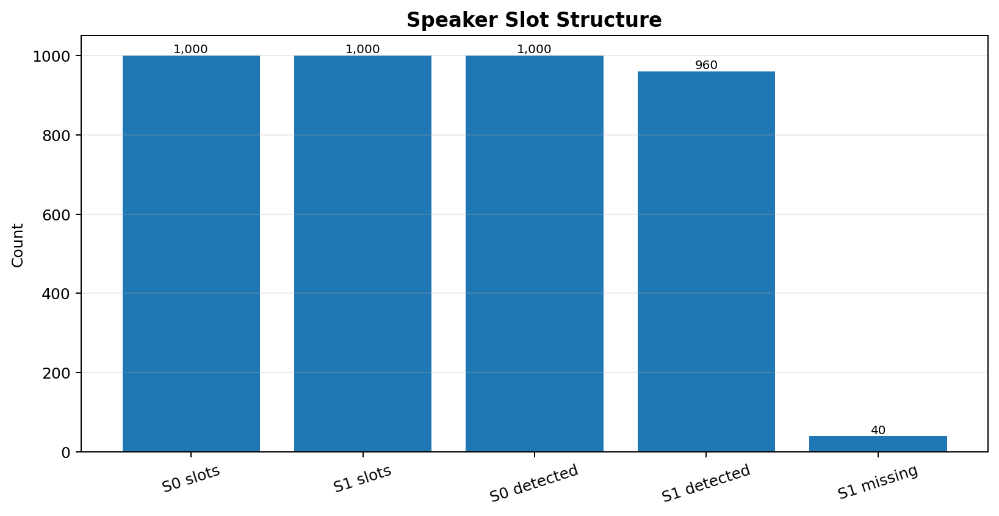 Speaker Slot Structure
1,000
1,000
1,000
960
40
1000
800
600
400
200
0
Count
S0 slots
S1 slots
S0 detected
S1 detected
S1 missing